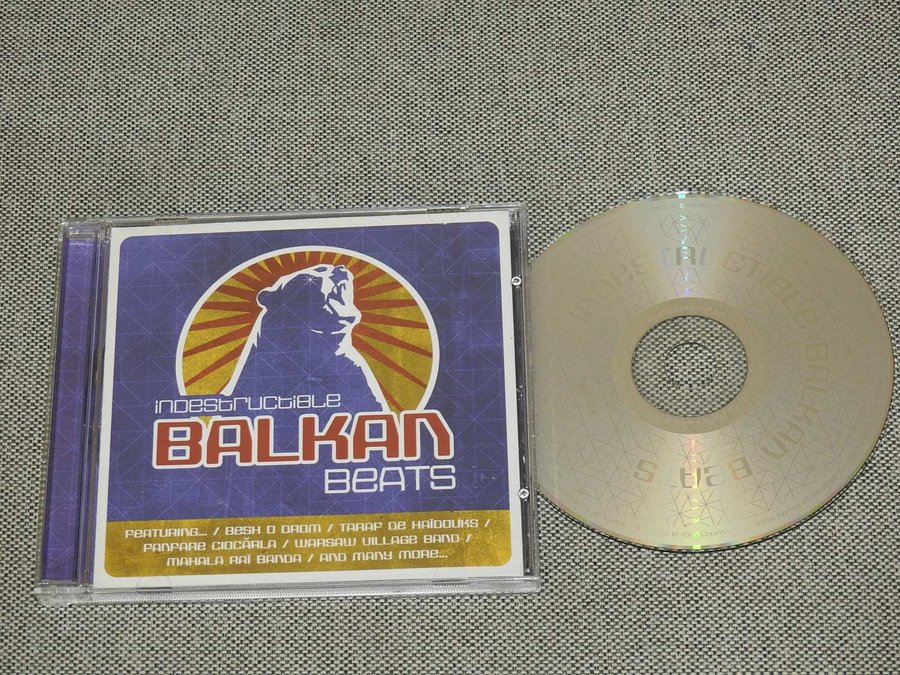 indestructible
BALKAN
BEATS
FEATURING... / BESH O DROM / TARAF DE HAÏDOUKS /
FANFARE CIOCĂRLA / WARSAW VILLAGE BAND /
MAHALA RAÏ BANDA / AND MANY MORE...
INDESTRUCTIBLE BALKAN BEATS